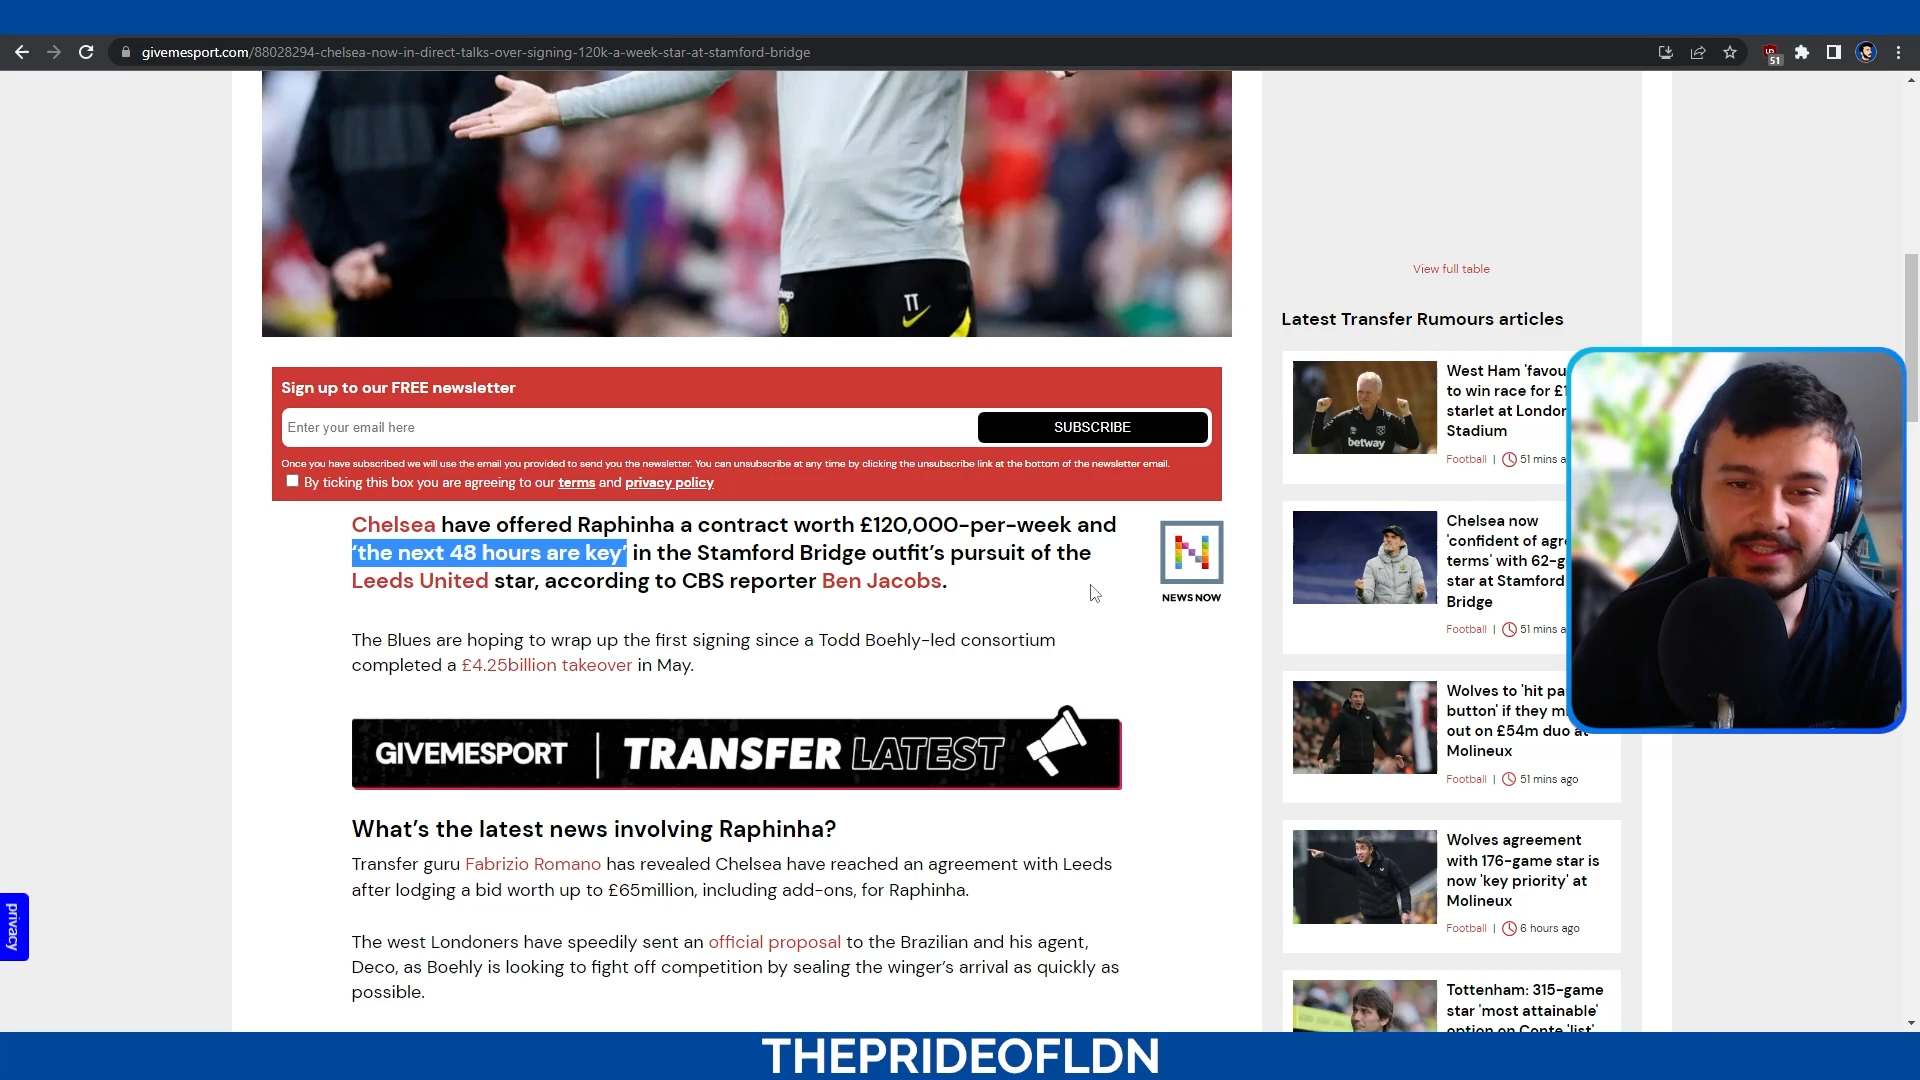 givemesport.com/88028294-chelsea-now-in-direct-talks-over-signing-120k-a-week-star-at-stamford-bridge
51
TT
View full table
Latest Transfer Rumours articles
Sign up to our FREE newsletter
Enter your email here
SUBSCRIBE
Once you have subscribed we will use the email you provided to send you the newsletter. You can unsubscribe at any time by clicking the unsubscribe link at the bottom of the newsletter email.
By ticking this box you are agreeing to our terms and privacy policy
Chelsea have offered Raphinha a contract worth £120,000-per-week and
‘the next 48 hours are key’ in the Stamford Bridge outfit’s pursuit of the
Leeds United star, according to CBS reporter Ben Jacobs.
N
NEWS NOW
The Blues are hoping to wrap up the first signing since a Todd Boehly-led consortium
completed a £4.25billion takeover in May.
GIVEMESPORT | TRANSFER LATEST
What’s the latest news involving Raphinha?
Transfer guru Fabrizio Romano has revealed Chelsea have reached an agreement with Leeds
after lodging a bid worth up to £65million, including add-ons, for Raphinha.
The west Londoners have speedily sent an official proposal to the Brazilian and his agent,
Deco, as Boehly is looking to fight off competition by sealing the winger’s arrival as quickly as
possible.
privacy
betway
West Ham 'favou
to win race for £1
starlet at London
Stadium
Football | 51 mins a
Chelsea now
'confident of agre
terms' with 62-g
star at Stamford
Bridge
Football | 51 mins a
Wolves to 'hit pa
button' if they m
out on £54m duo at
Molineux
Football | 51 mins ago
Wolves agreement
with 176-game star is
now 'key priority' at
Molineux
Football | 6 hours ago
Tottenham: 315-game
star 'most attainable'
option on Conte 'list'
THEPRIDEOFLDN